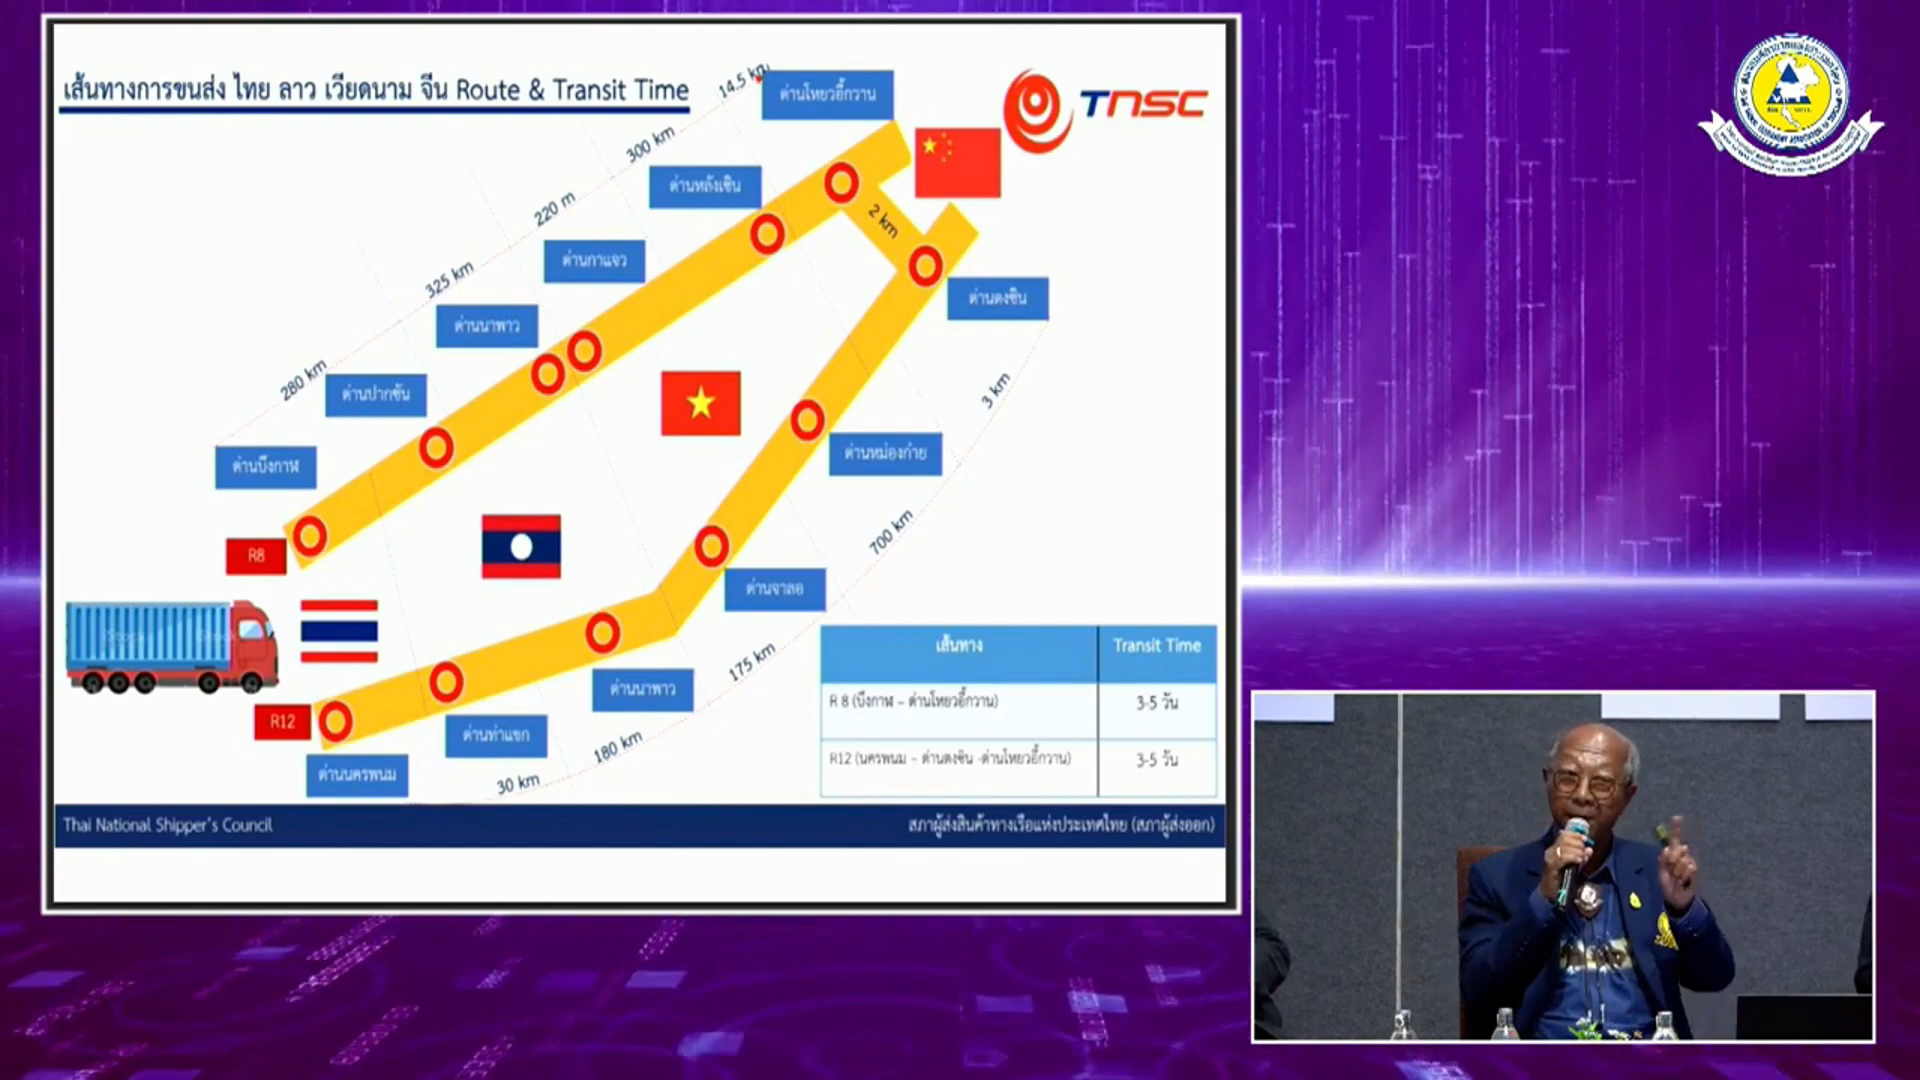 เส้นทางการขนส่ง ไทย ลาว เวียดนาม จีน Route & Transit Time
14.5 km
ด่านโหยวอี้กวาน
TNSC
300 km
ด่านหลังเซิน
2 km
220 m
ด่านกาแจว
ด่านตงซิน
325 km
ด่านนาพาว
280 km
ด่านปากซัน
3 km
ด่านม่องก๋าย
ด่านบึงกาฬ
700 km
R8
ด่านจาลอ
175 km
ด่านนาพาว
R12
ด่านท่าแขก
180 km
ด่านนครพนม
30 km
เส้นทาง Transit Time
R 8 (บึงกาฬ – ด่านโหยวอี้กวาน) 3-5 วัน
R12 (นครพนม – ด่านตงซิน -ด่านโหยวอี้กวาน) 3-5 วัน
Thai National Shipper's Council
สภาผู้ส่งสินค้าทางเรือแห่งประเทศไทย (สภาผู้ส่งออก)